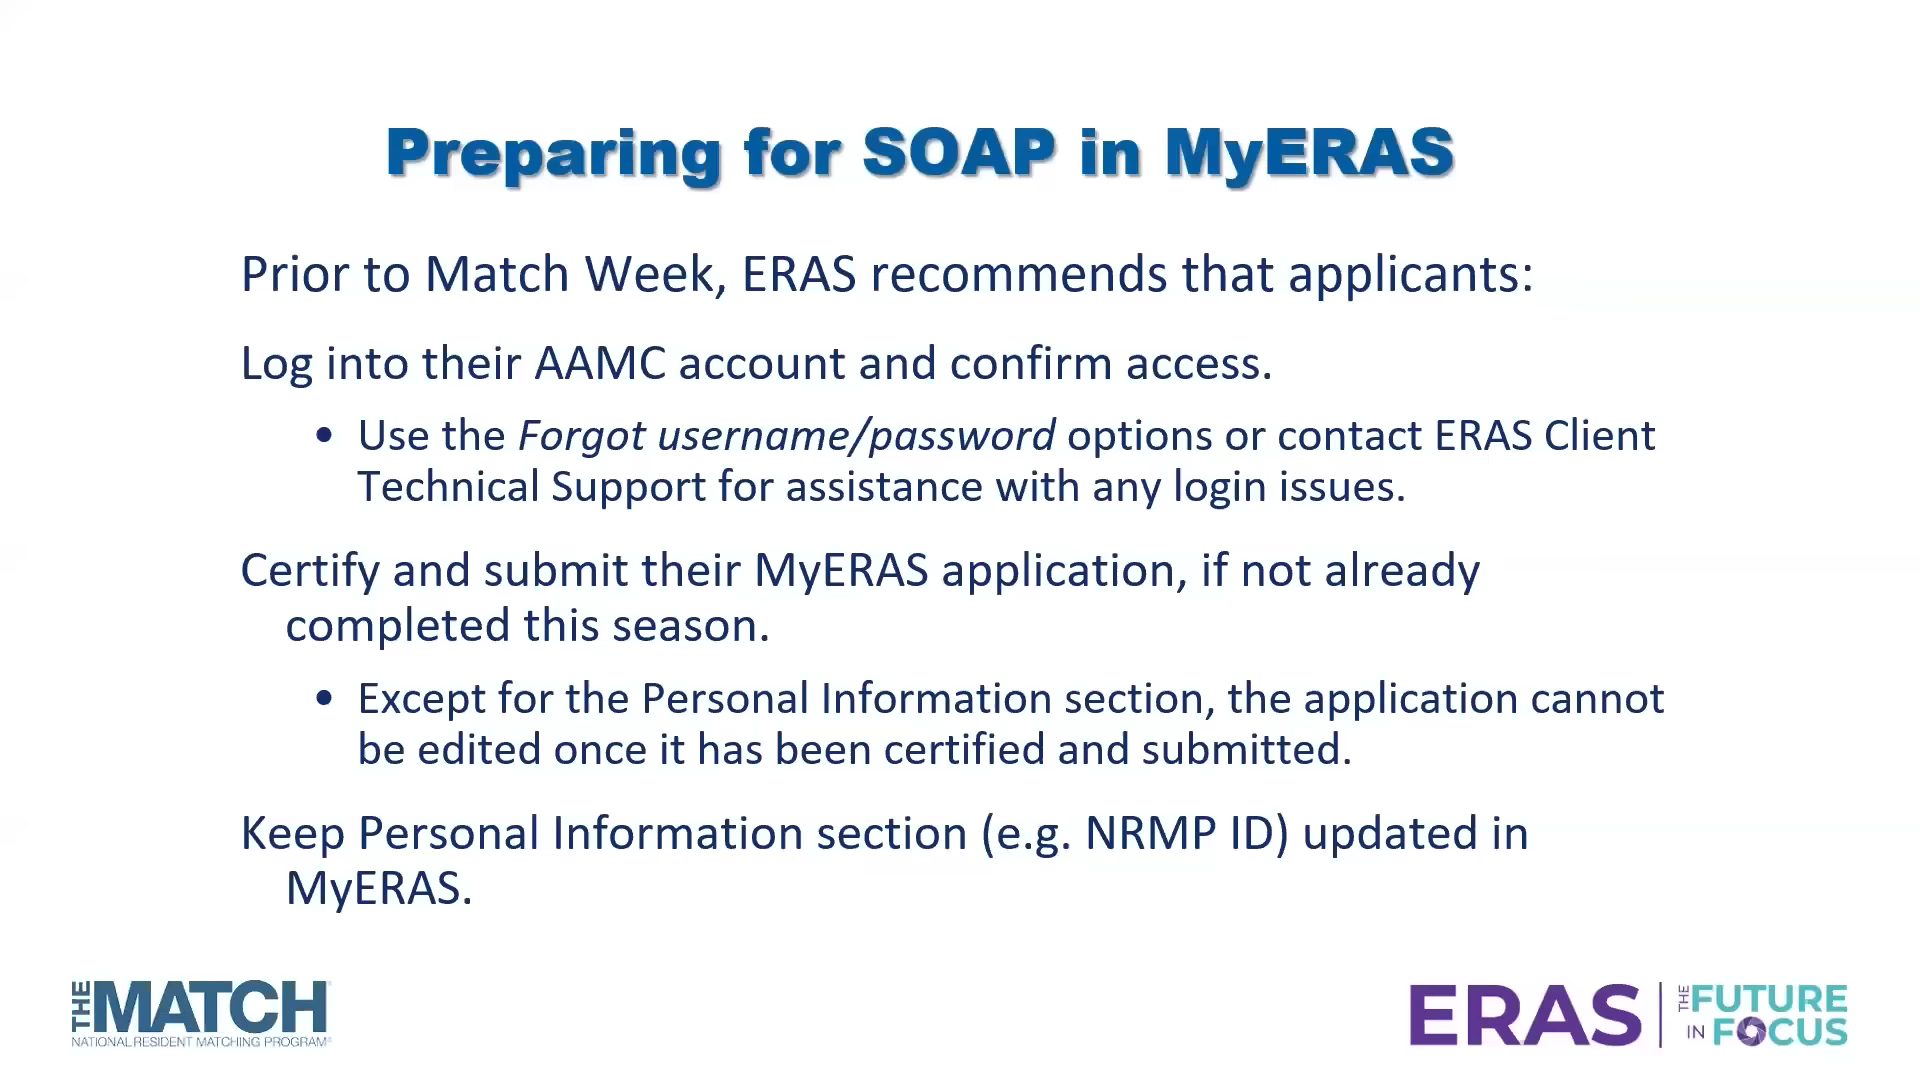 Preparing for SOAP in MyERAS
Prior to Match Week, ERAS recommends that applicants:
Log into their AAMC account and confirm access.
• Use the Forgot username/password options or contact ERAS Client
Technical Support for assistance with any login issues.
Certify and submit their MyERAS application, if not already
completed this season.
• Except for the Personal Information section, the application cannot
be edited once it has been certified and submitted.
Keep Personal Information section (e.g. NRMP ID) updated in
MyERAS.
THE MATCH
NATIONAL RESIDENT MATCHING PROGRAM®
ERAS
THE FUTURE
IN FOCUS